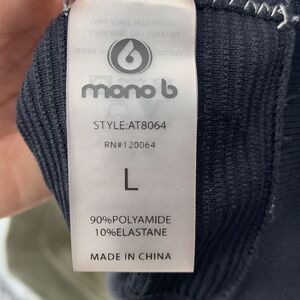 mono b
STYLE:AT8064
RN#120064
L
90%POLYAMIDE
10%ELASTANE
MADE IN CHINA